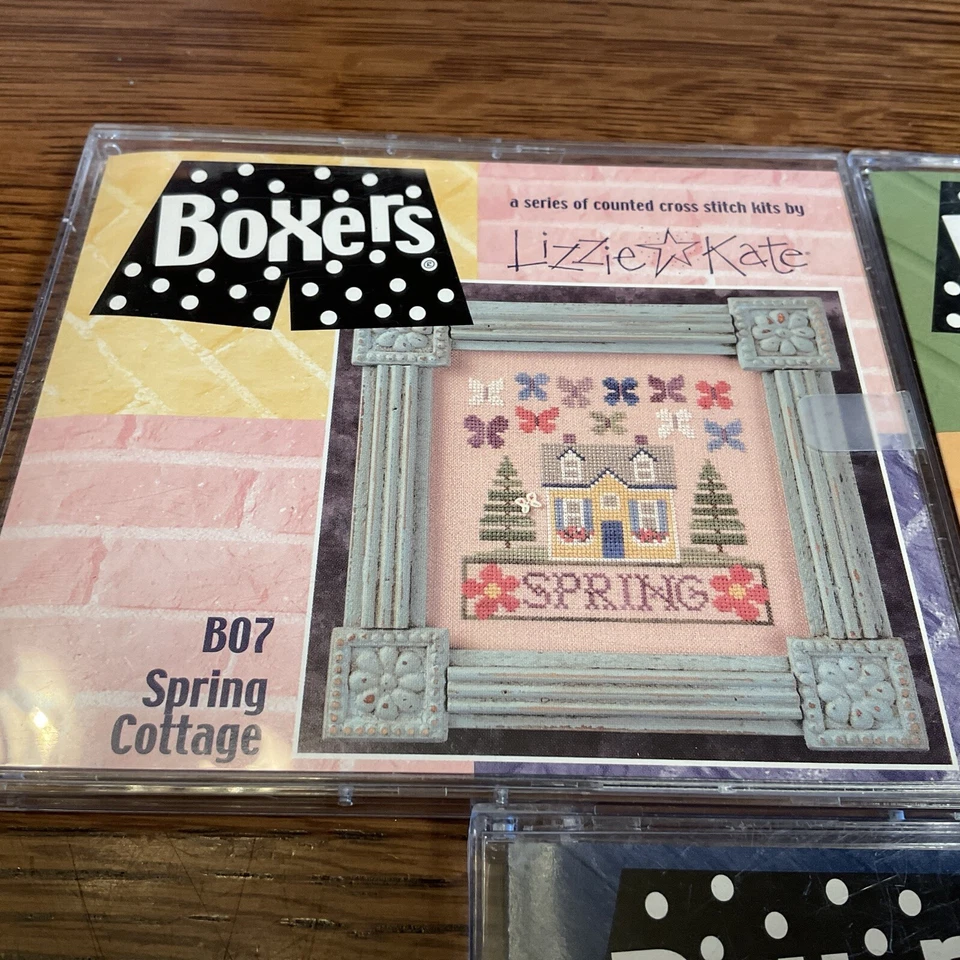 Boxers®
a series of counted cross stitch kits by
Lizzie☆Kate
SPRING
B07
Spring
Cottage